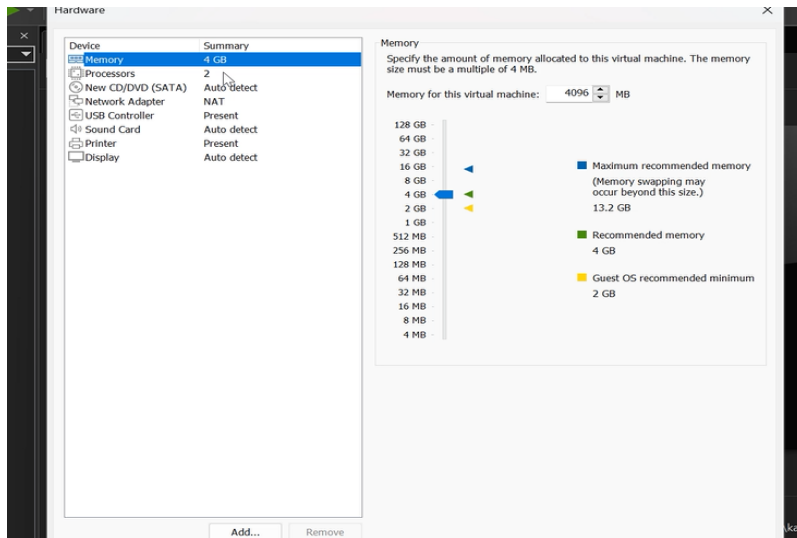 Hardware
Device Summary
Memory 4 GB
Processors 2
New CD/DVD (SATA) Auto detect
Network Adapter NAT
USB Controller Present
Sound Card Auto detect
Printer Present
Display Auto detect
Add...
Remove
Memory
Specify the amount of memory allocated to this virtual machine. The memory
size must be a multiple of 4 MB.
Memory for this virtual machine: 4096 MB
128 GB
64 GB
32 GB
16 GB
8 GB
4 GB
2 GB
1 GB
512 MB
256 MB
128 MB
64 MB
32 MB
16 MB
8 MB
4 MB
Maximum recommended memory
(Memory swapping may
occur beyond this size.)
13.2 GB
Recommended memory
4 GB
Guest OS recommended minimum
2 GB